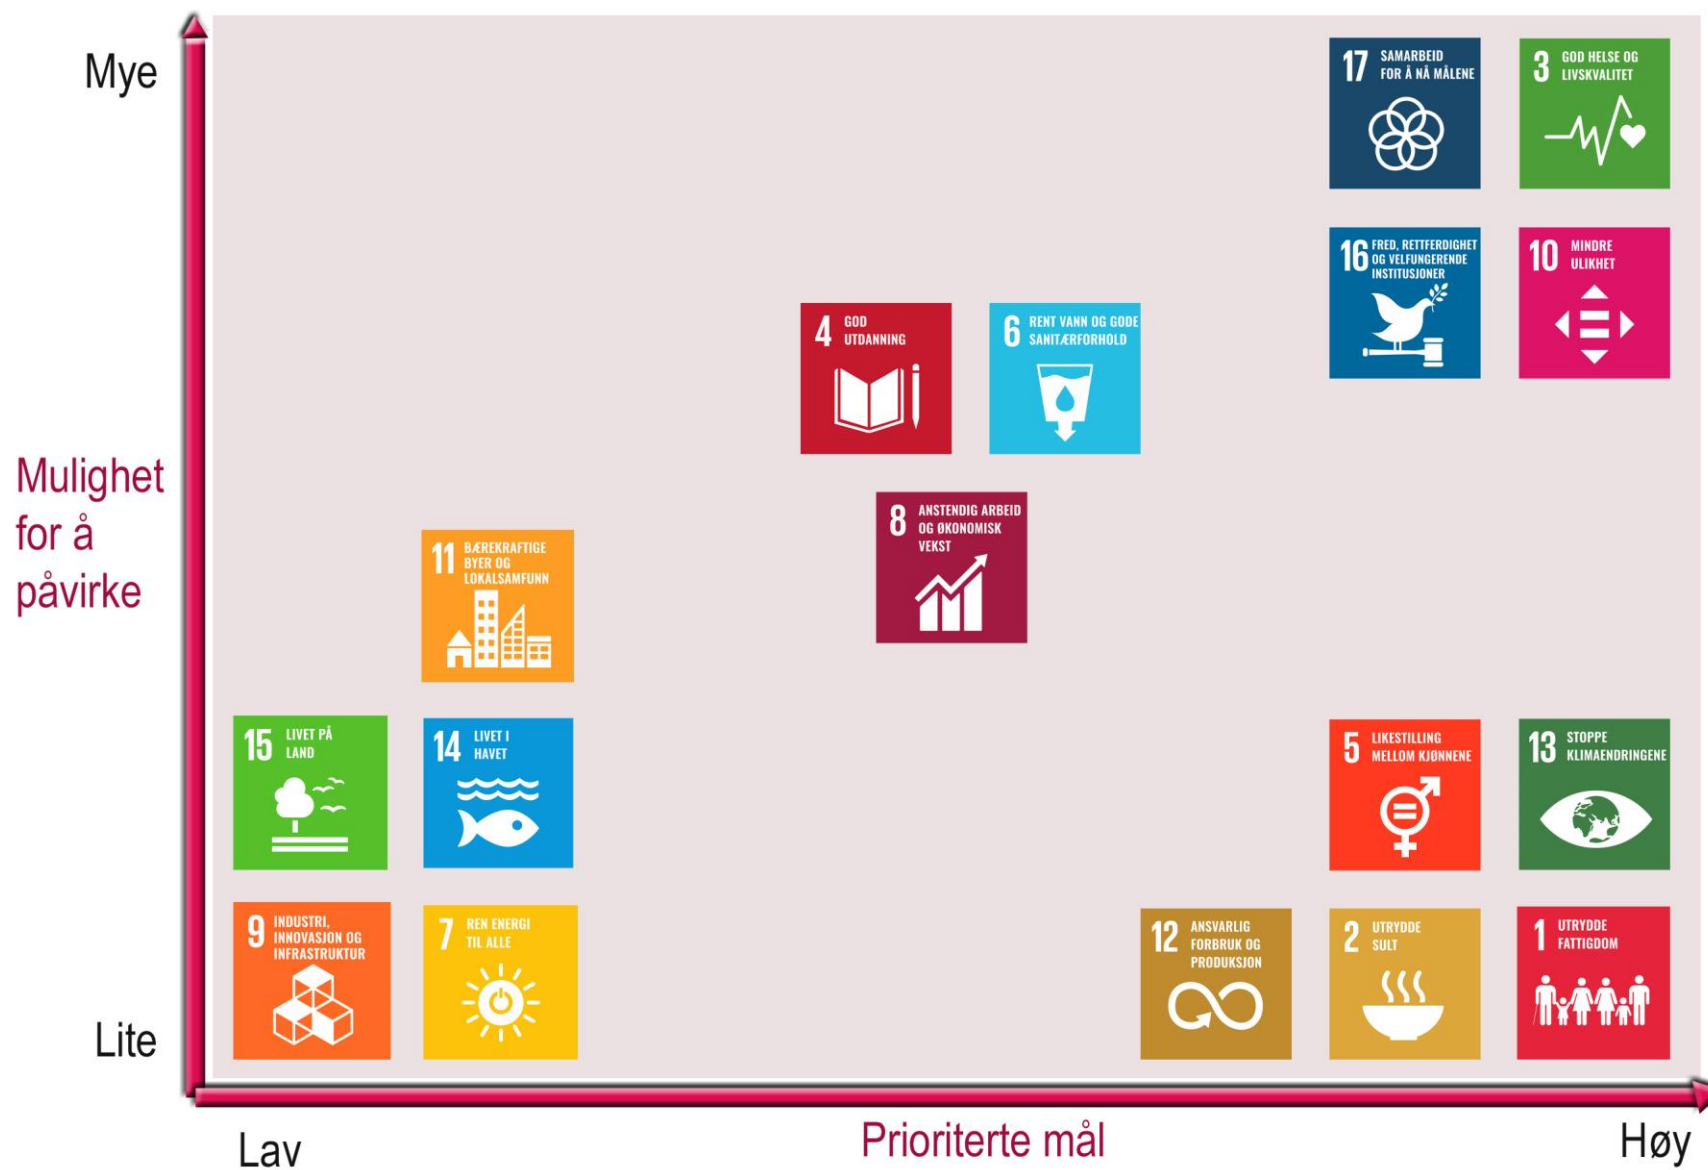 Mye
17 SAMARBEID
FOR Å NÅ MÅLENE
3 GOD HELSE OG
LIVSKVALITET
16 FRED, RETTFERDIGHET
OG VELFUNGERENDE
INSTITUSJONER
10 MINDRE
ULIKHET
4 GOD
UTDANNING
6 RENT VANN OG GODE
SANITÆRFORHOLD
Mulighet
for å
påvirke
8 ANSTENDIG ARBEID
OG ØKONOMISK
VEKST
11 BÆREKRAFTIGE
BYER OG
LOKALSAMFUNN
15 LIVET PÅ
LAND
14 LIVET I
HAVET
5 LIKESTILLING
MELLOM KJØNNENE
13 STOPPE
KLIMAENDRINGENE
9 INDUSTRI,
INNOVASJON OG
INFRASTRUKTUR
7 REN ENERGI
TIL ALLE
12 ANSVARLIG
FORBRUK OG
PRODUKSJON
2 UTRYDDE
SULT
1 UTRYDDE
FATTIGDOM
Lite
Lav
Prioriterte mål
Høy